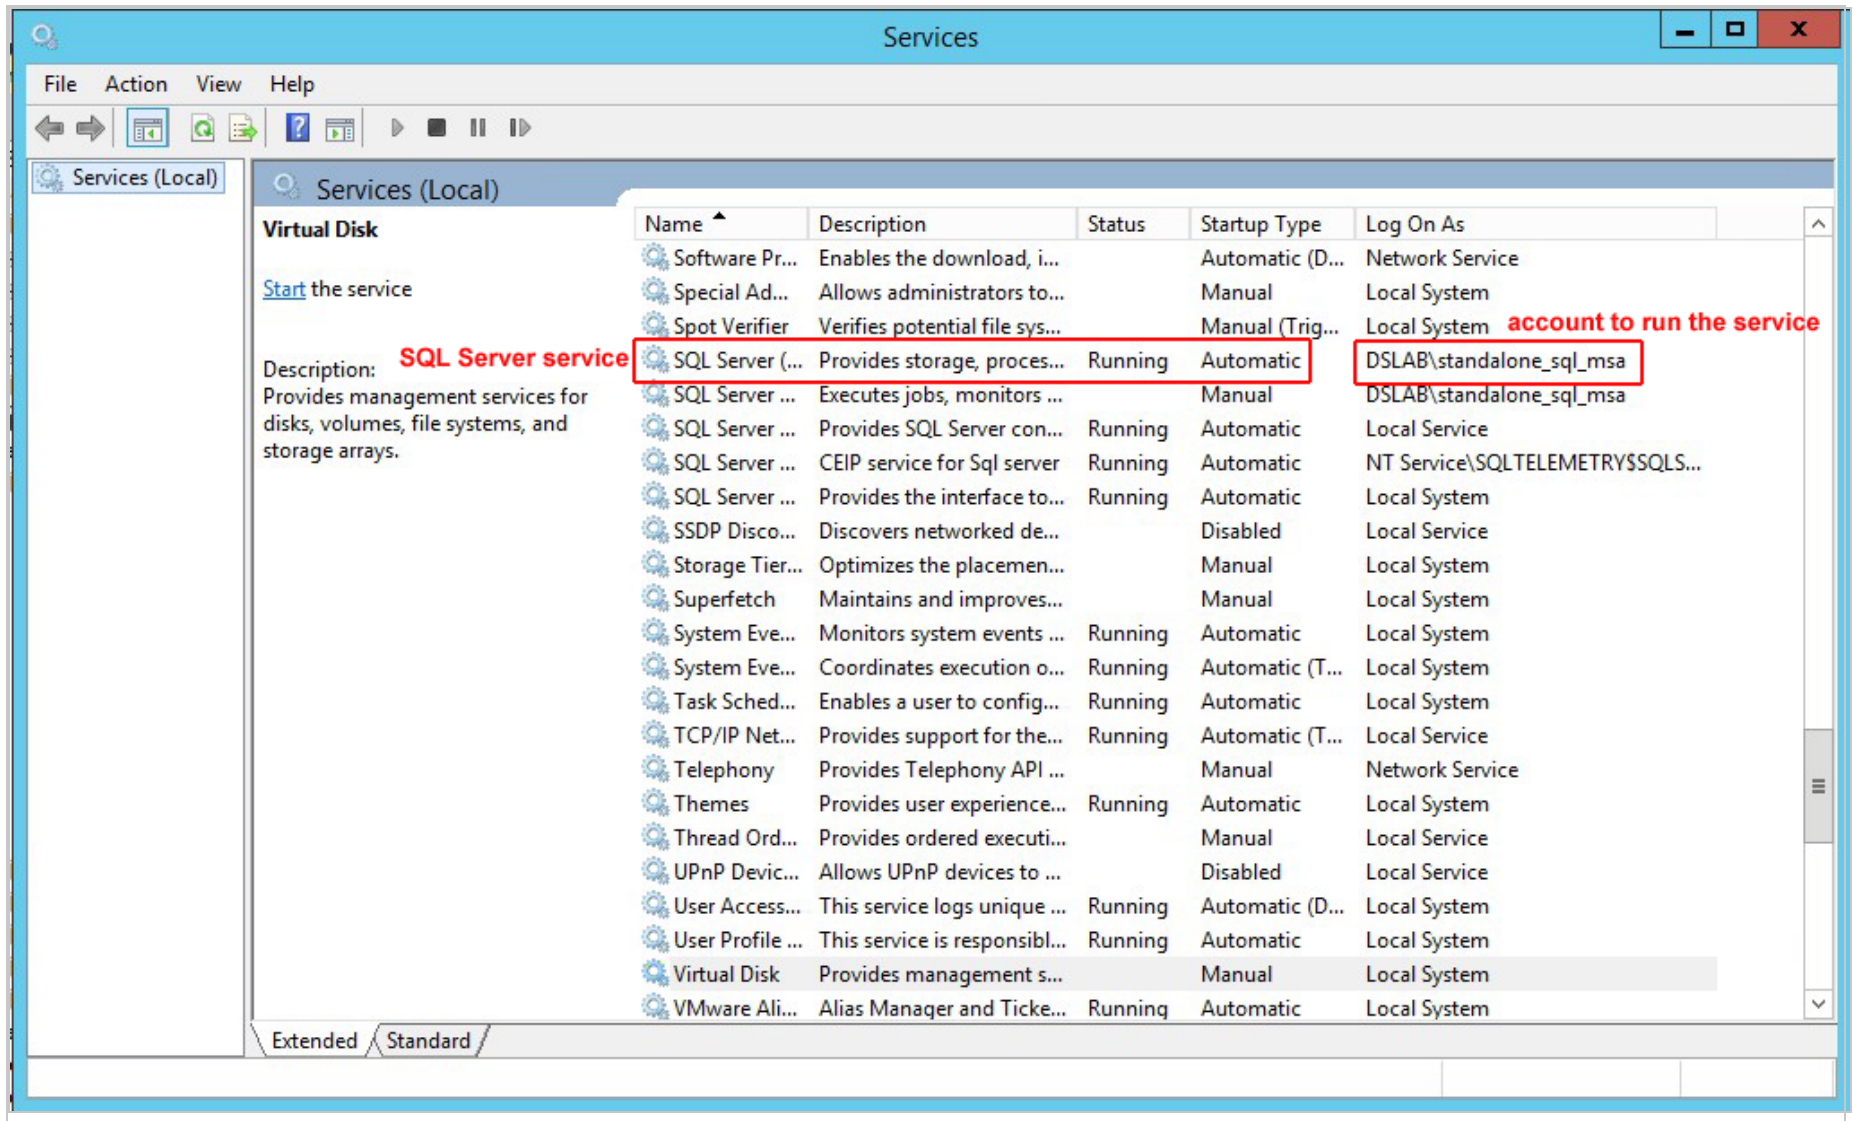 Services
File Action View Help
Services (Local)
Services (Local)
Virtual Disk
Start the service
Description:
Provides management services for
disks, volumes, file systems, and
storage arrays.
SQL Server service
account to run the service
Name Description Status Startup Type Log On As
Software Pr... Enables the download, i... Automatic (D... Network Service
Special Ad... Allows administrators to... Manual Local System
Spot Verifier Verifies potential file sys... Manual (Trig... Local System
SQL Server (... Provides storage, proces... Running Automatic DSLAB\standalone_sql_msa
SQL Server ... Executes jobs, monitors ... Manual DSLAB\standalone_sql_msa
SQL Server ... Provides SQL Server con... Running Automatic Local Service
SQL Server ... CEIP service for Sql server Running Automatic NT Service\SQLTELEMETRY$SQLS...
SQL Server ... Provides the interface to... Running Automatic Local System
SSDP Disco... Discovers networked de... Disabled Local Service
Storage Tier... Optimizes the placemen... Manual Local System
Superfetch Maintains and improves... Manual Local System
System Eve... Monitors system events ... Running Automatic Local System
System Eve... Coordinates execution o... Running Automatic (T... Local System
Task Sched... Enables a user to config... Running Automatic Local System
TCP/IP Net... Provides support for the... Running Automatic (T... Local Service
Telephony Provides Telephony API ... Manual Network Service
Themes Provides user experience... Running Automatic Local System
Thread Ord... Provides ordered executi... Manual Local Service
UPnP Devic... Allows UPnP devices to ... Disabled Local Service
User Access... This service logs unique ... Running Automatic (D... Local System
User Profile ... This service is responsibl... Running Automatic Local System
Virtual Disk Provides management s... Manual Local System
VMware Ali... Alias Manager and Ticke... Running Automatic Local System
Extended Standard